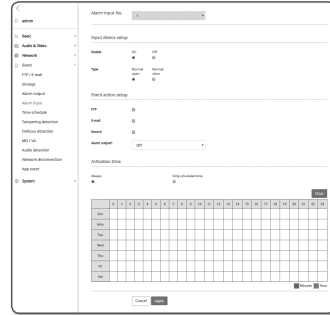 admin
Basic
Audio & Video
Network
Event
FTP / E-mail
Storage
Alarm output
Alarm input
Time schedule
Tampering detection
Defocus detection
MD / VA
Audio detection
Network disconnection
App event
System
Alarm Input No. 1
Input device setup
Enable On Off
Type Normal open Normal close
Event action setup
FTP
E-mail
Record
Alarm output1 Off
Activation time
Always Only scheduled time
Clear
0 1 2 3 4 5 6 7 8 9 10 11 12 13 14 15 16 17 18 19 20 21 22 23
Sun
Mon
Tue
Wed
Thu
Fri
Sat
Minutes Hour
Cancel Apply